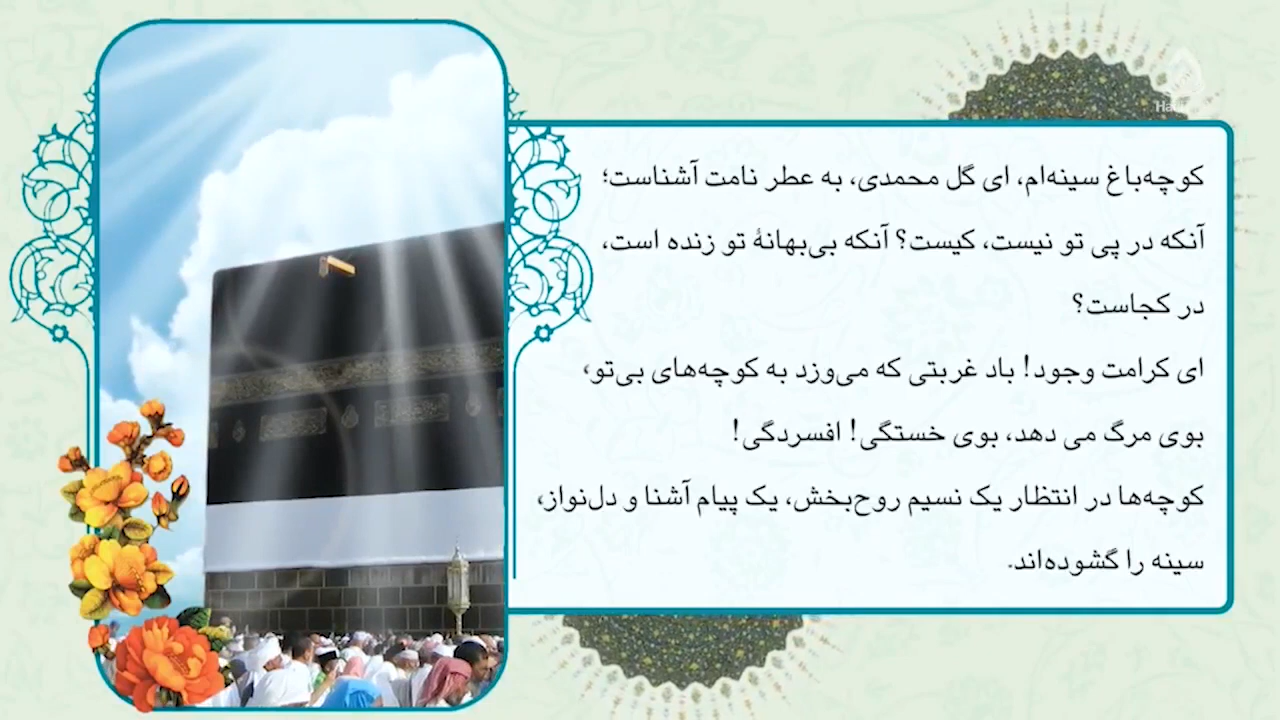 کوچه‌باغ سینه‌ام، ای گل محمدی، به عطر نامت آشناست؛
آنکه در پی تو نیست، کیست؟ آنکه بی‌بهانهٔ تو زنده است،
در کجاست؟
ای کرامت وجود! باد غربتی که می‌وزد به کوچه‌های بی‌تو،
بوی مرگ می دهد، بوی خستگی! افسردگی!
کوچه‌ها در انتظار یک نسیم روح‌بخش، یک پیام آشنا و دل‌نواز،
سینه را گشوده‌اند.